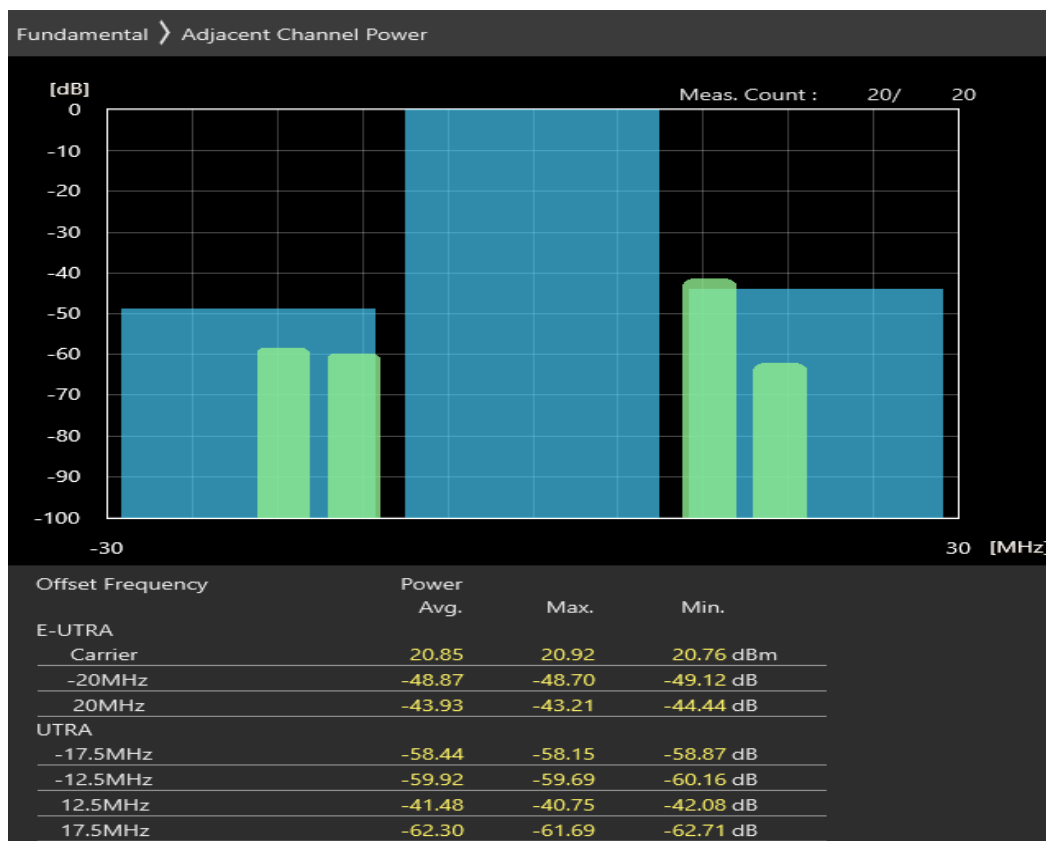 Fundamental ❯ Adjacent Channel Power
[dB]
Meas. Count : 20/ 20
0
-10
-20
-30
-40
-50
-60
-70
-80
-90
-100
-30 30 [MHz]
Offset Frequency Power
Avg. Max. Min.
E-UTRA
Carrier 20.85 20.92 20.76 dBm
-20MHz -48.87 -48.70 -49.12 dB
20MHz -43.93 -43.21 -44.44 dB
UTRA
-17.5MHz -58.44 -58.15 -58.87 dB
-12.5MHz -59.92 -59.69 -60.16 dB
12.5MHz -41.48 -40.75 -42.08 dB
17.5MHz -62.30 -61.69 -62.71 dB